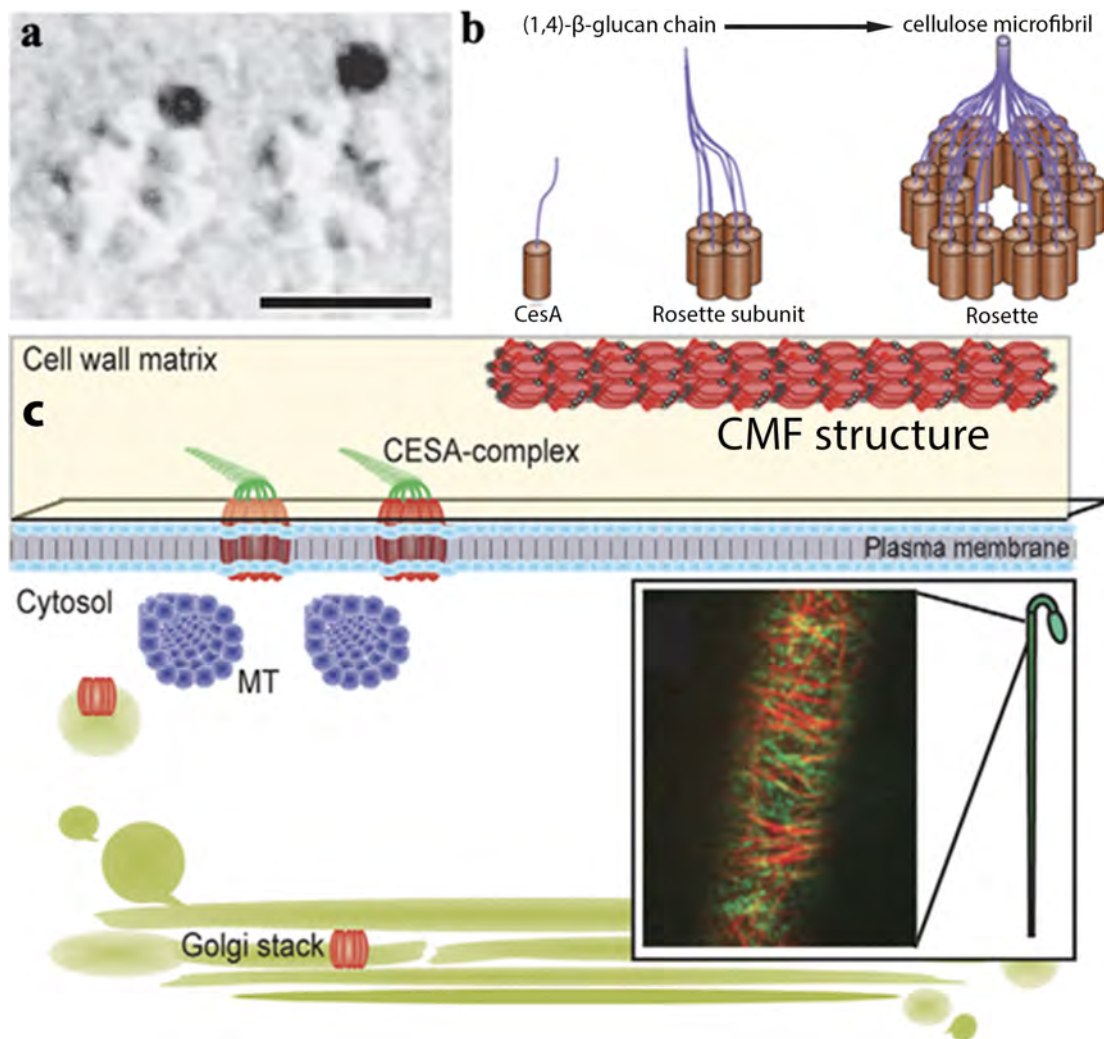 a
b
(1,4)-β-glucan chain
cellulose microfibril
CesA
Rosette subunit
Rosette
Cell wall matrix
c
CMF structure
CESA-complex
Plasma membrane
Cytosol
MT
Golgi stack